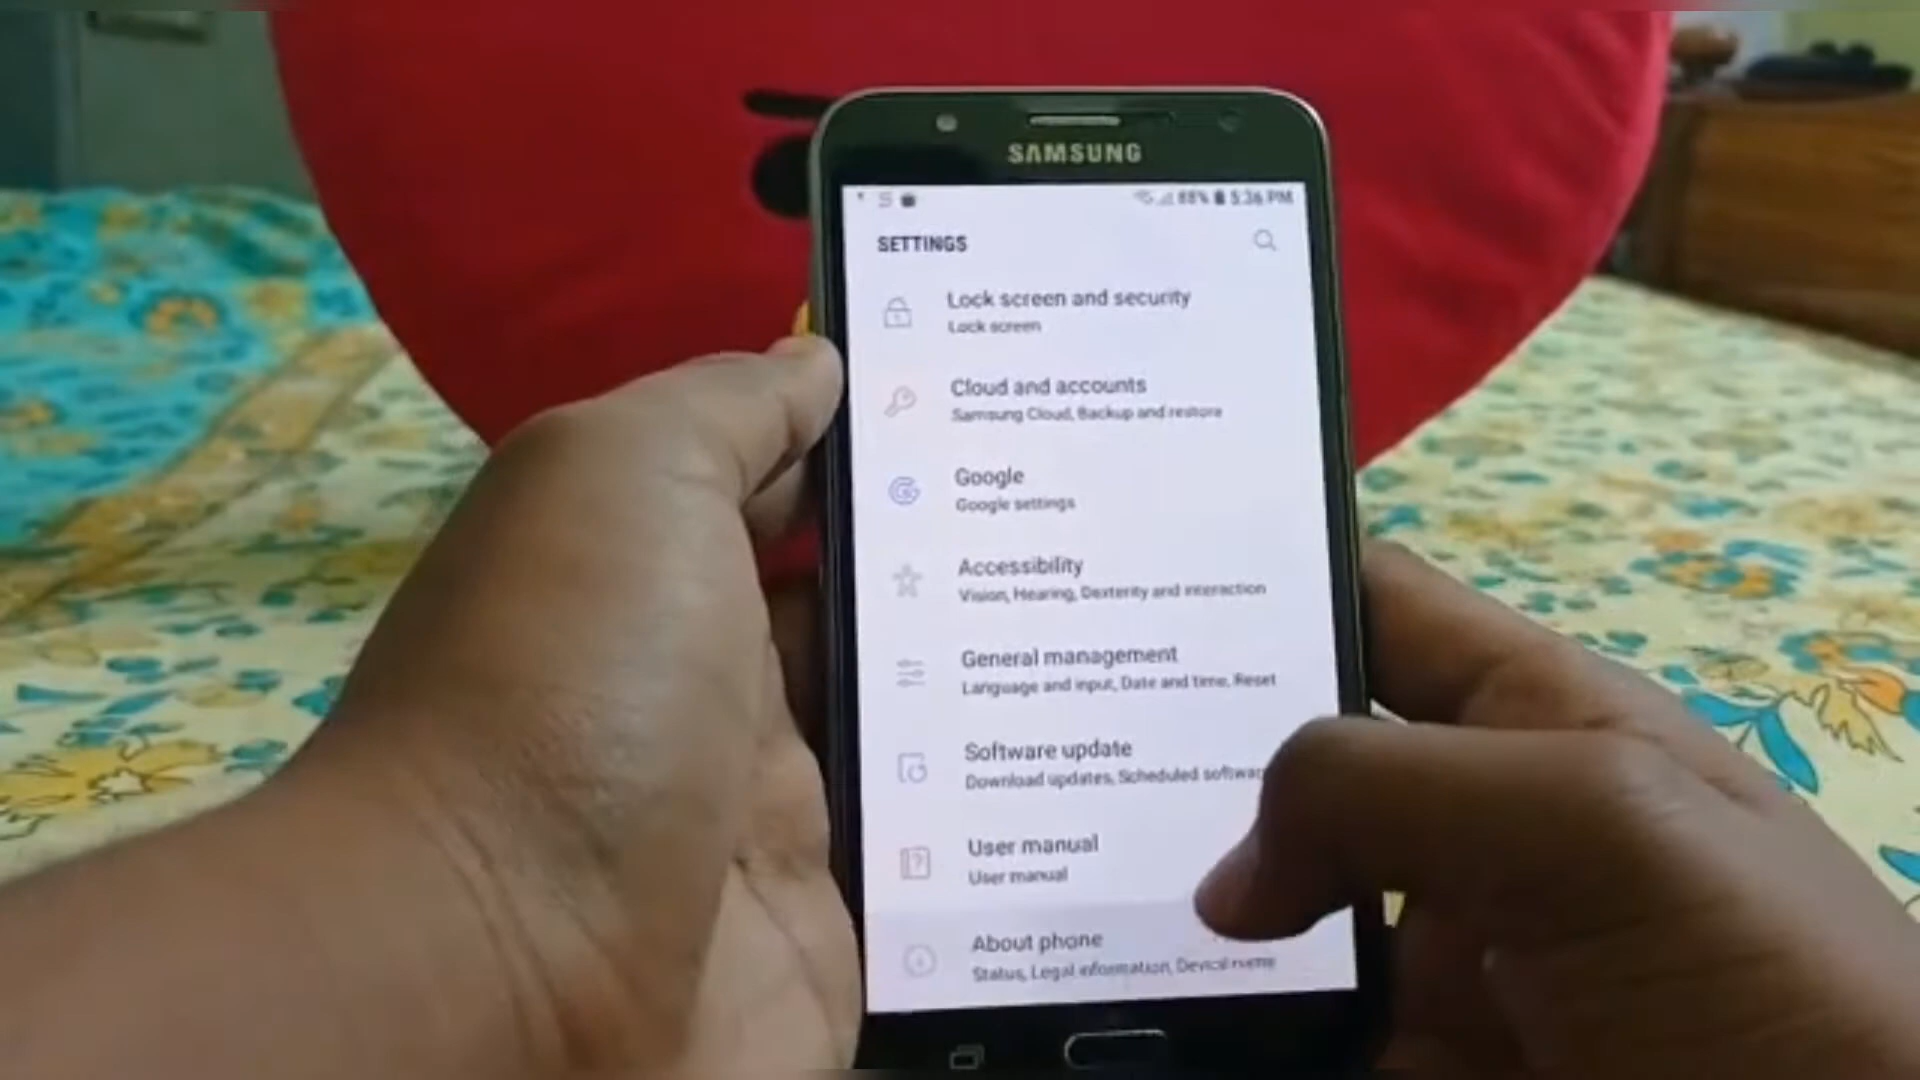 SAMSUNG
88% 5:36 PM
SETTINGS
Lock screen and security
Lock screen
Cloud and accounts
Samsung Cloud, Backup and restore
Google
Google settings
Accessibility
Vision, Hearing, Dexterity and interaction
General management
Language and input, Date and time, Reset
Software update
Download updates, Scheduled softwar
User manual
User manual
About phone
Status, Legal information, Device name